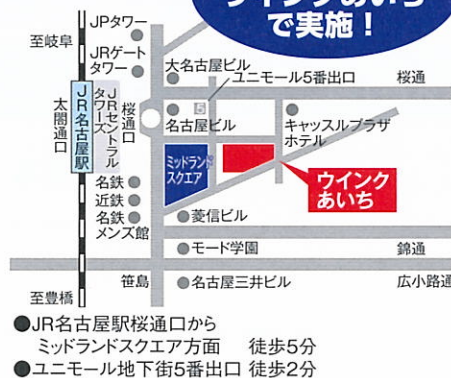 ウインクあいち
で実施!
JPタワー
至岐阜
JRゲート
タワー
大名古屋ビル
ユニモール5番出口
桜通
JR名古屋駅
JRセントラル
タワーズ
桜通口
太閤通口
5
名古屋ビル
キャッスルプラザ
ホテル
ミッドランド
スクエア
ウインク
あいち
名鉄
近鉄
名鉄
メンズ館
菱信ビル
モード学園
錦通
笹島
名古屋三井ビル
広小路通
至豊橋
●JR名古屋駅桜通口から
ミッドランドスクエア方面 徒歩5分
●ユニモール地下街5番出口 徒歩2分